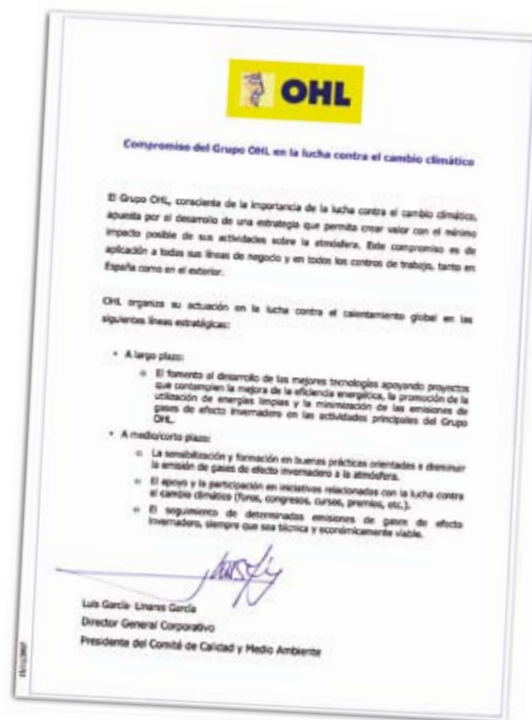 OHL
Compromiso del Grupo OHL en la lucha contra el cambio climático
El Grupo OHL, consciente de la importancia de la lucha contra el cambio climático,
apuesta por el desarrollo de una estrategia que permita crear valor con el mínimo
impacto posible de sus actividades sobre la atmósfera. Este compromiso es de
aplicación a todas sus líneas de negocio y en todos los centros de trabajo, tanto en
España como en el exterior.
OHL organiza su actuación en la lucha contra el calentamiento global en las
siguientes líneas estratégicas:
• A largo plazo:
o El fomento al desarrollo de las mejores tecnologías apoyando proyectos
que contemplen la mejora de la eficiencia energética, la promoción de la
utilización de energías limpias y la minimización de las emisiones de
gases de efecto invernadero en las actividades principales del Grupo
OHL.
• A medio/corto plazo:
o La sensibilización y formación en buenas prácticas orientadas a disminuir
la emisión de gases de efecto invernadero a la atmósfera.
o El apoyo y la participación en iniciativas relacionadas con la lucha contra
el cambio climático (foros, congresos, cursos, premios, etc.).
o El seguimiento de determinadas emisiones de gases de efecto
invernadero, siempre que sea técnica y económicamente viable.
Luis García- Linares García
Director General Corporativo
Presidente del Comité de Calidad y Medio Ambiente